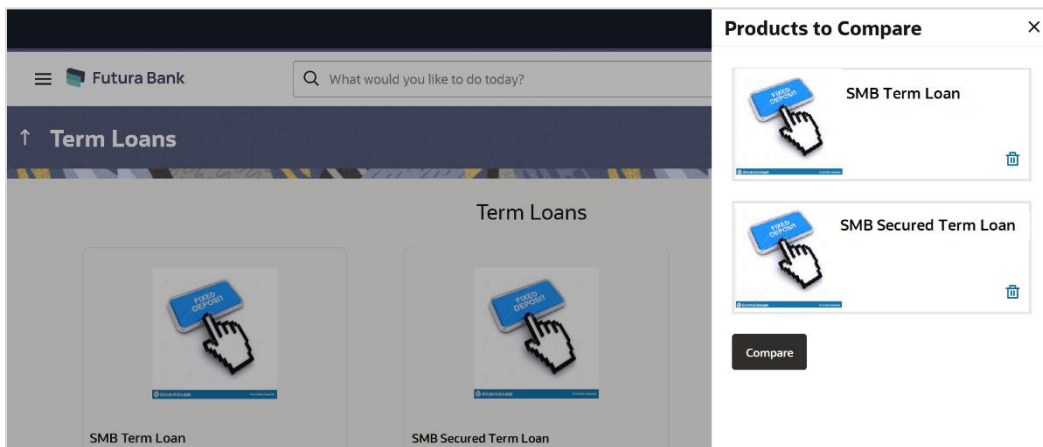 Products to Compare
Futura Bank
What would you like to do today?
FIXED DEPOSIT
SMB Term Loan
Term Loans
FIXED DEPOSIT
SMB Secured Term Loan
Term Loans
FIXED DEPOSIT
FIXED DEPOSIT
Compare
SMB Term Loan
SMB Secured Term Loan